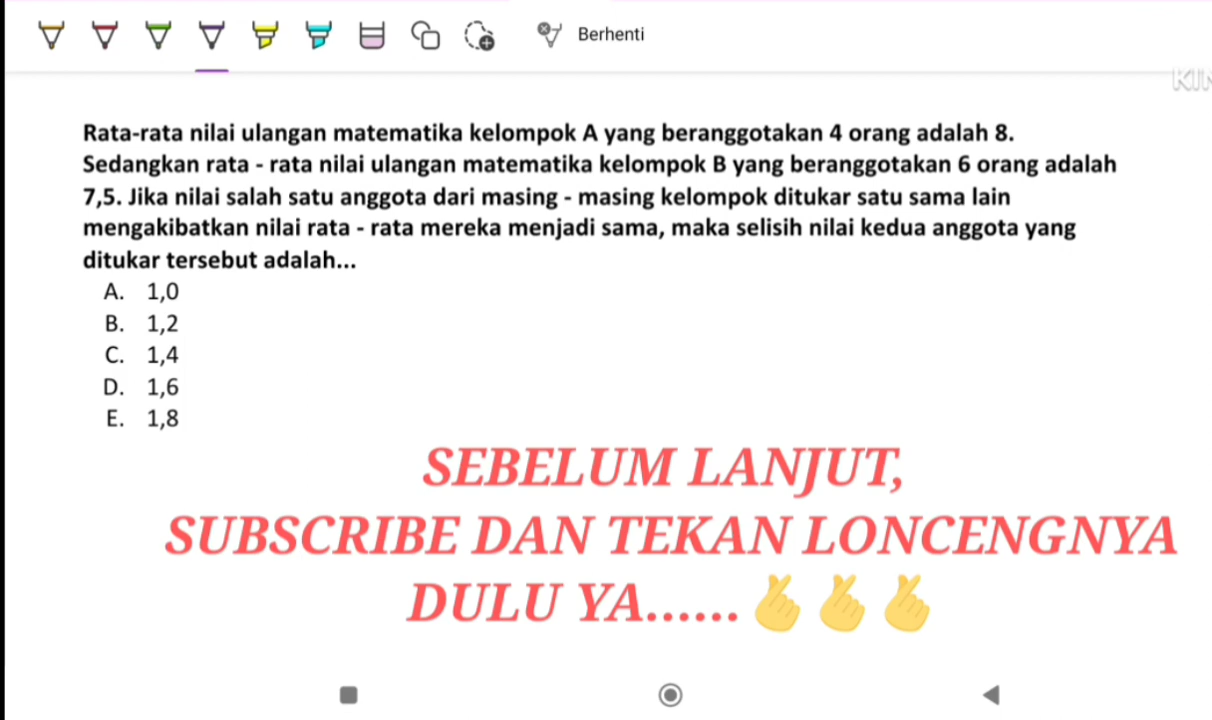 Berhenti
KIN
Rata-rata nilai ulangan matematika kelompok A yang beranggotakan 4 orang adalah 8.
Sedangkan rata - rata nilai ulangan matematika kelompok B yang beranggotakan 6 orang adalah
7,5. Jika nilai salah satu anggota dari masing - masing kelompok ditukar satu sama lain
mengakibatkan nilai rata - rata mereka menjadi sama, maka selisih nilai kedua anggota yang
ditukar tersebut adalah...
A. 1,0
B. 1,2
C. 1,4
D. 1,6
E. 1,8
SEBELUM LANJUT,
SUBSCRIBE DAN TEKAN LONCENGNYA
DULU YA......